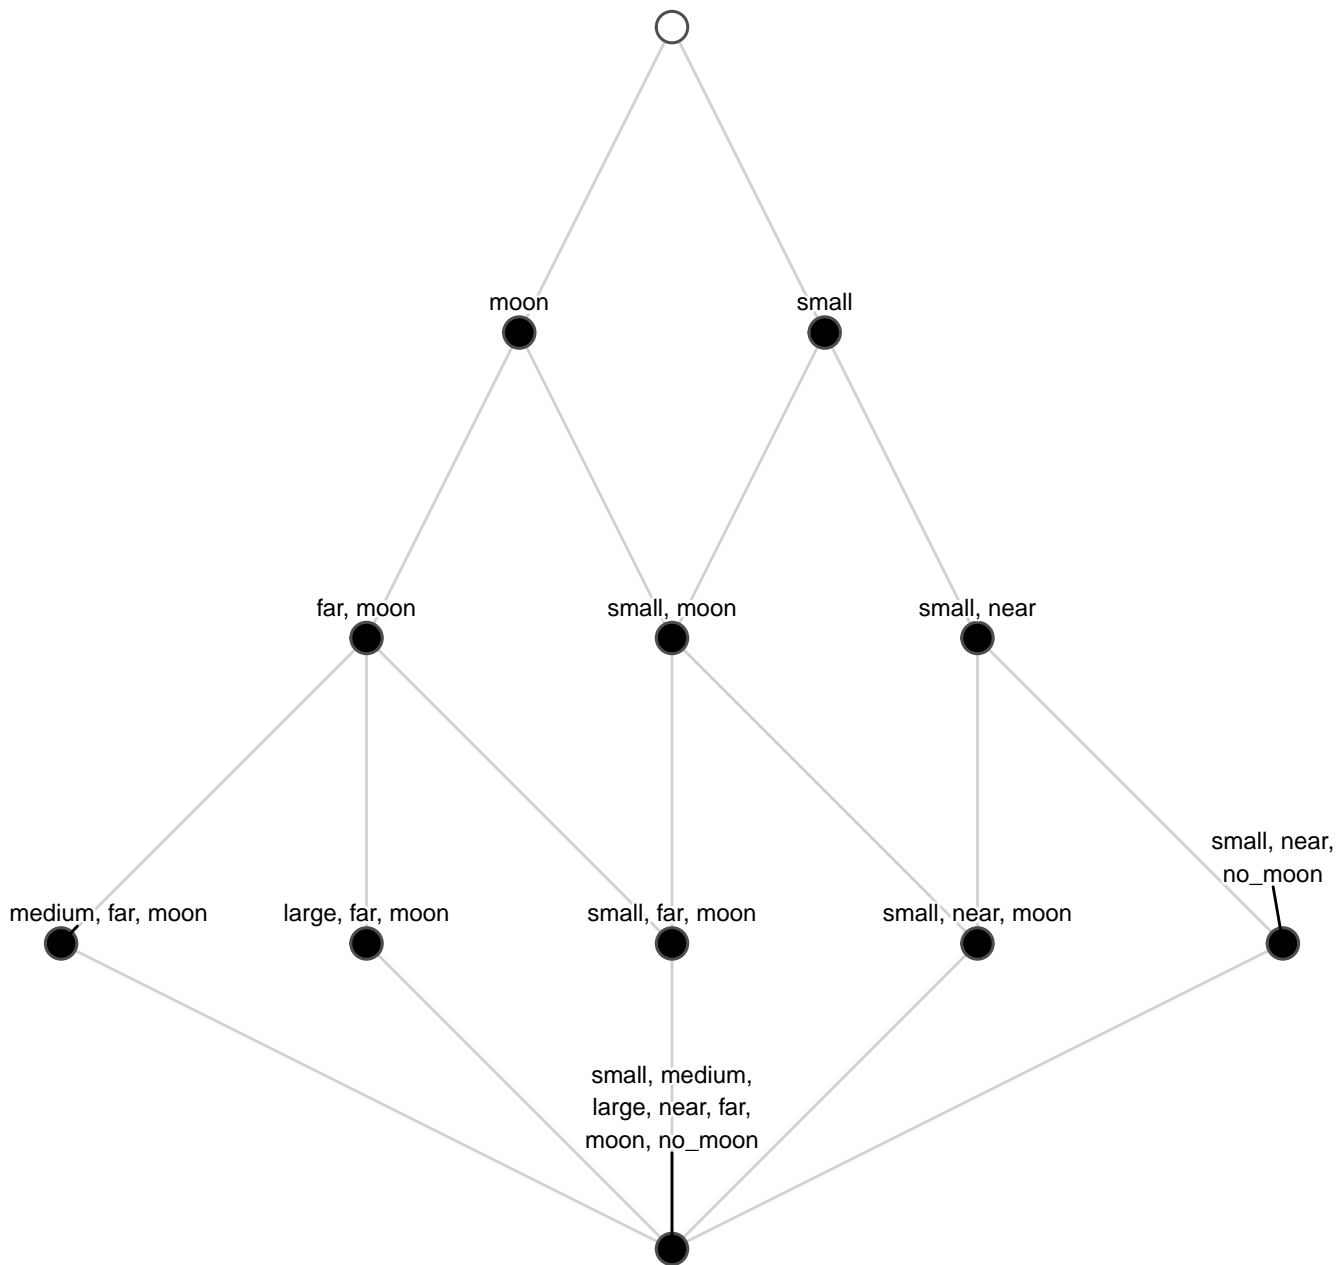 moon
small
far, moon
small, moon
small, near
small, near,
no_moon
medium, far, moon
large, far, moon
small, far, moon
small, near, moon
small, medium,
large, near, far,
moon, no_moon